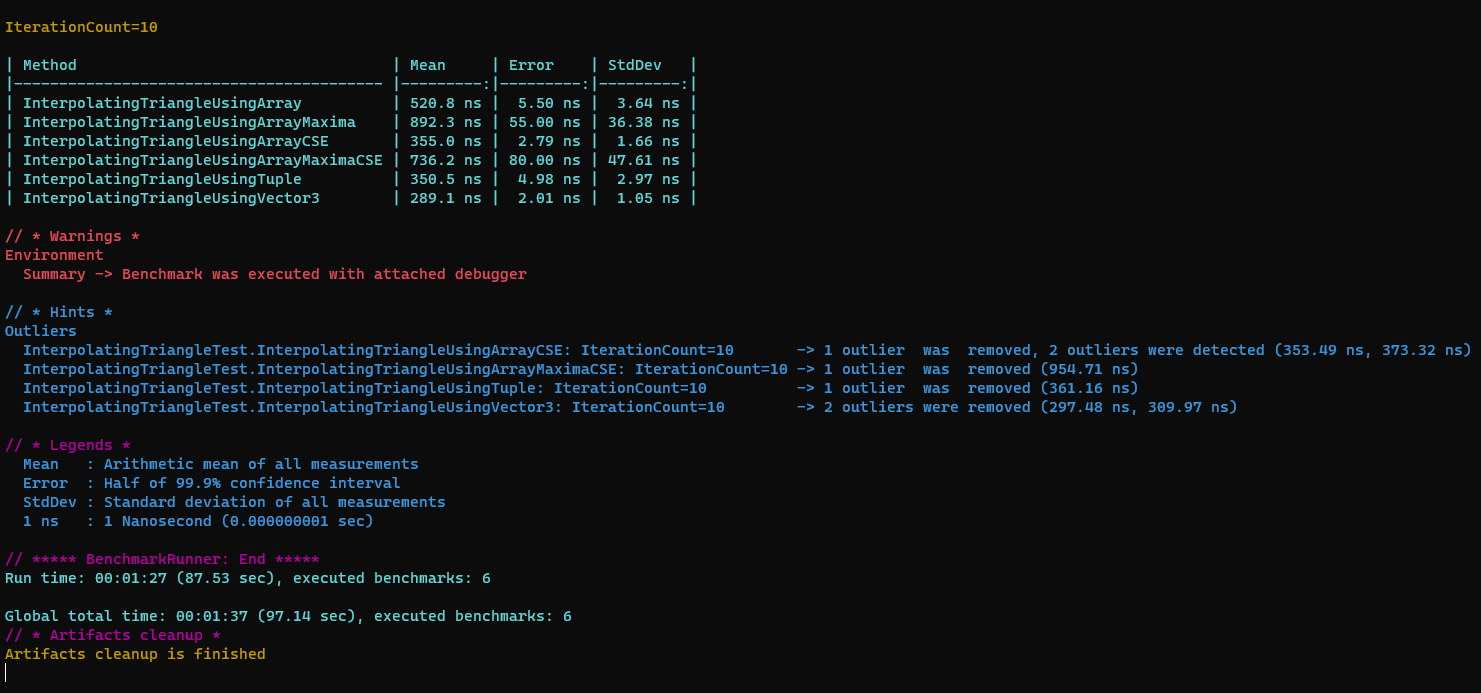 IterationCount=10
| Method                                  | Mean     | Error    | StdDev   |
|---------------------------------------- |---------:|---------:|---------:|
| InterpolatingTriangleUsingArray          | 520.8 ns |  5.50 ns |  3.64 ns |
| InterpolatingTriangleUsingArrayMaxima    | 892.3 ns | 55.00 ns | 36.38 ns |
| InterpolatingTriangleUsingArrayCSE       | 355.0 ns |  2.79 ns |  1.66 ns |
| InterpolatingTriangleUsingArrayMaximaCSE | 736.2 ns | 80.00 ns | 47.61 ns |
| InterpolatingTriangleUsingTuple          | 350.5 ns |  4.98 ns |  2.97 ns |
| InterpolatingTriangleUsingVector3        | 289.1 ns |  2.01 ns |  1.05 ns |
// * Warnings *
Environment
  Summary -> Benchmark was executed with attached debugger
// * Hints *
Outliers
  InterpolatingTriangleTest.InterpolatingTriangleUsingArrayCSE: IterationCount=10       -> 1 outlier  was  removed, 2 outliers were detected (353.49 ns, 373.32 ns)
  InterpolatingTriangleTest.InterpolatingTriangleUsingArrayMaximaCSE: IterationCount=10 -> 1 outlier  was  removed (954.71 ns)
  InterpolatingTriangleTest.InterpolatingTriangleUsingTuple: IterationCount=10          -> 1 outlier  was  removed (361.16 ns)
  InterpolatingTriangleTest.InterpolatingTriangleUsingVector3: IterationCount=10        -> 2 outliers were removed (297.48 ns, 309.97 ns)
// * Legends *
  Mean   : Arithmetic mean of all measurements
  Error  : Half of 99.9% confidence interval
  StdDev : Standard deviation of all measurements
  1 ns   : 1 Nanosecond (0.000000001 sec)
// ***** BenchmarkRunner: End *****
Run time: 00:01:27 (87.53 sec), executed benchmarks: 6
Global total time: 00:01:37 (97.14 sec), executed benchmarks: 6
// * Artifacts cleanup *
Artifacts cleanup is finished